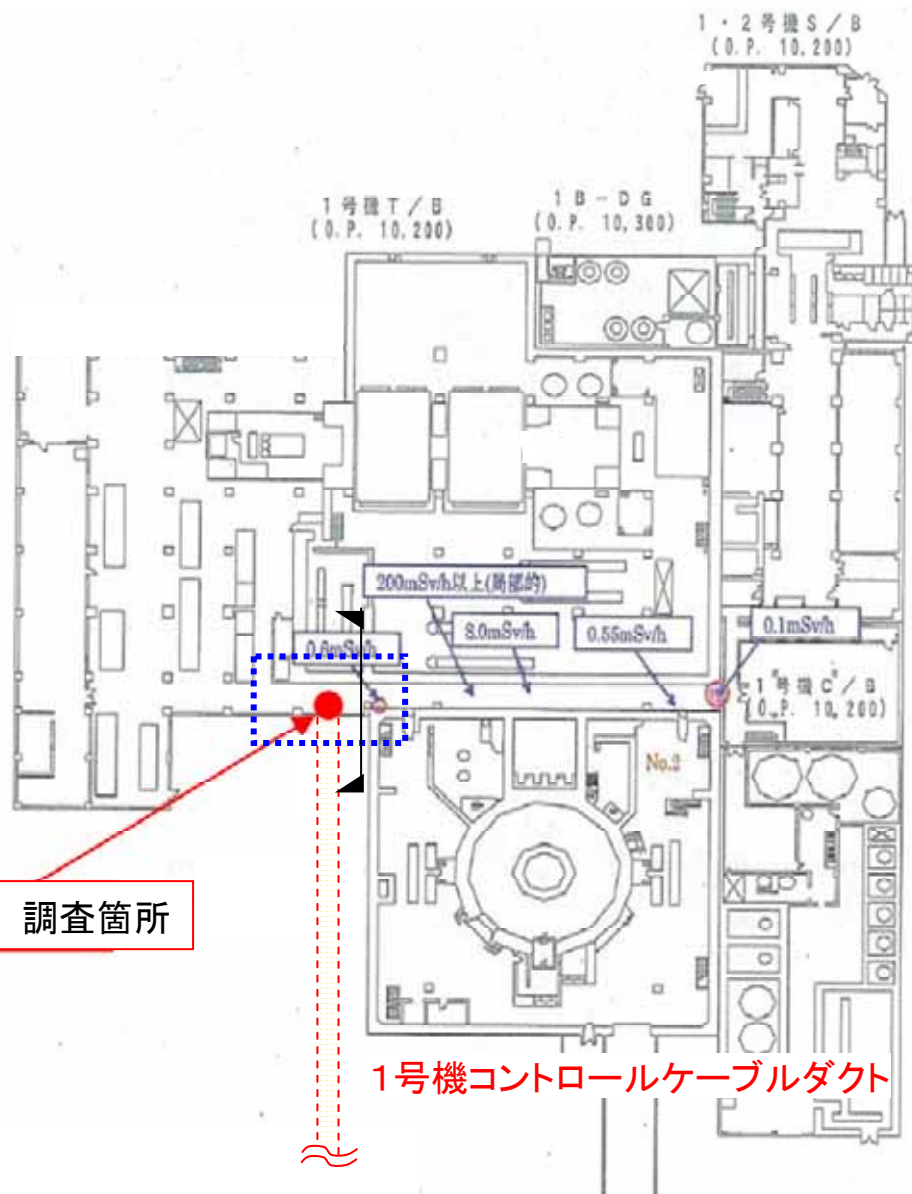 1・2号機S/B
(O.P. 10,200)
1号機T/B
(O.P. 10,200)
1B-DG
(O.P. 10,300)
200mSv/h以上(局部的)
0.6mSv/h
8.0mSv/h
0.55mSv/h
0.1mSv/h
1号機C/B
(O.P. 10,200)
No.2
調査箇所
1号機コントロールケーブルダクト